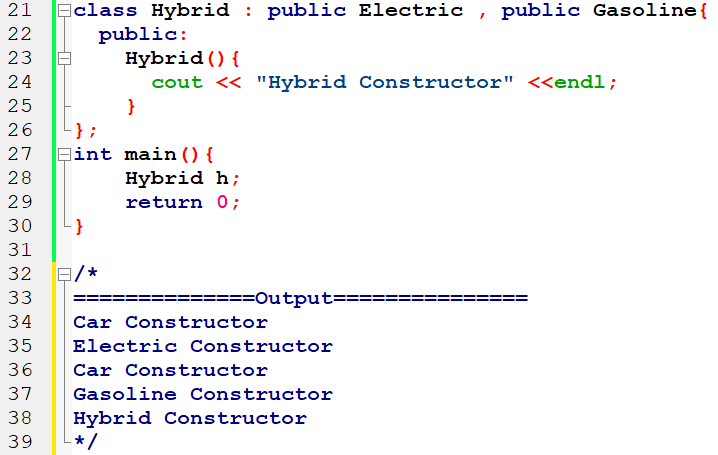 21 class Hybrid : public Electric , public Gasoline{
22 public:
23 Hybrid(){
24 cout << "Hybrid Constructor" <<endl;
25 }
26 };
27 int main(){
28 Hybrid h;
29 return 0;
30 }
31
32 /*
33 ==============Output===============
34 Car Constructor
35 Electric Constructor
36 Car Constructor
37 Gasoline Constructor
38 Hybrid Constructor
39 */